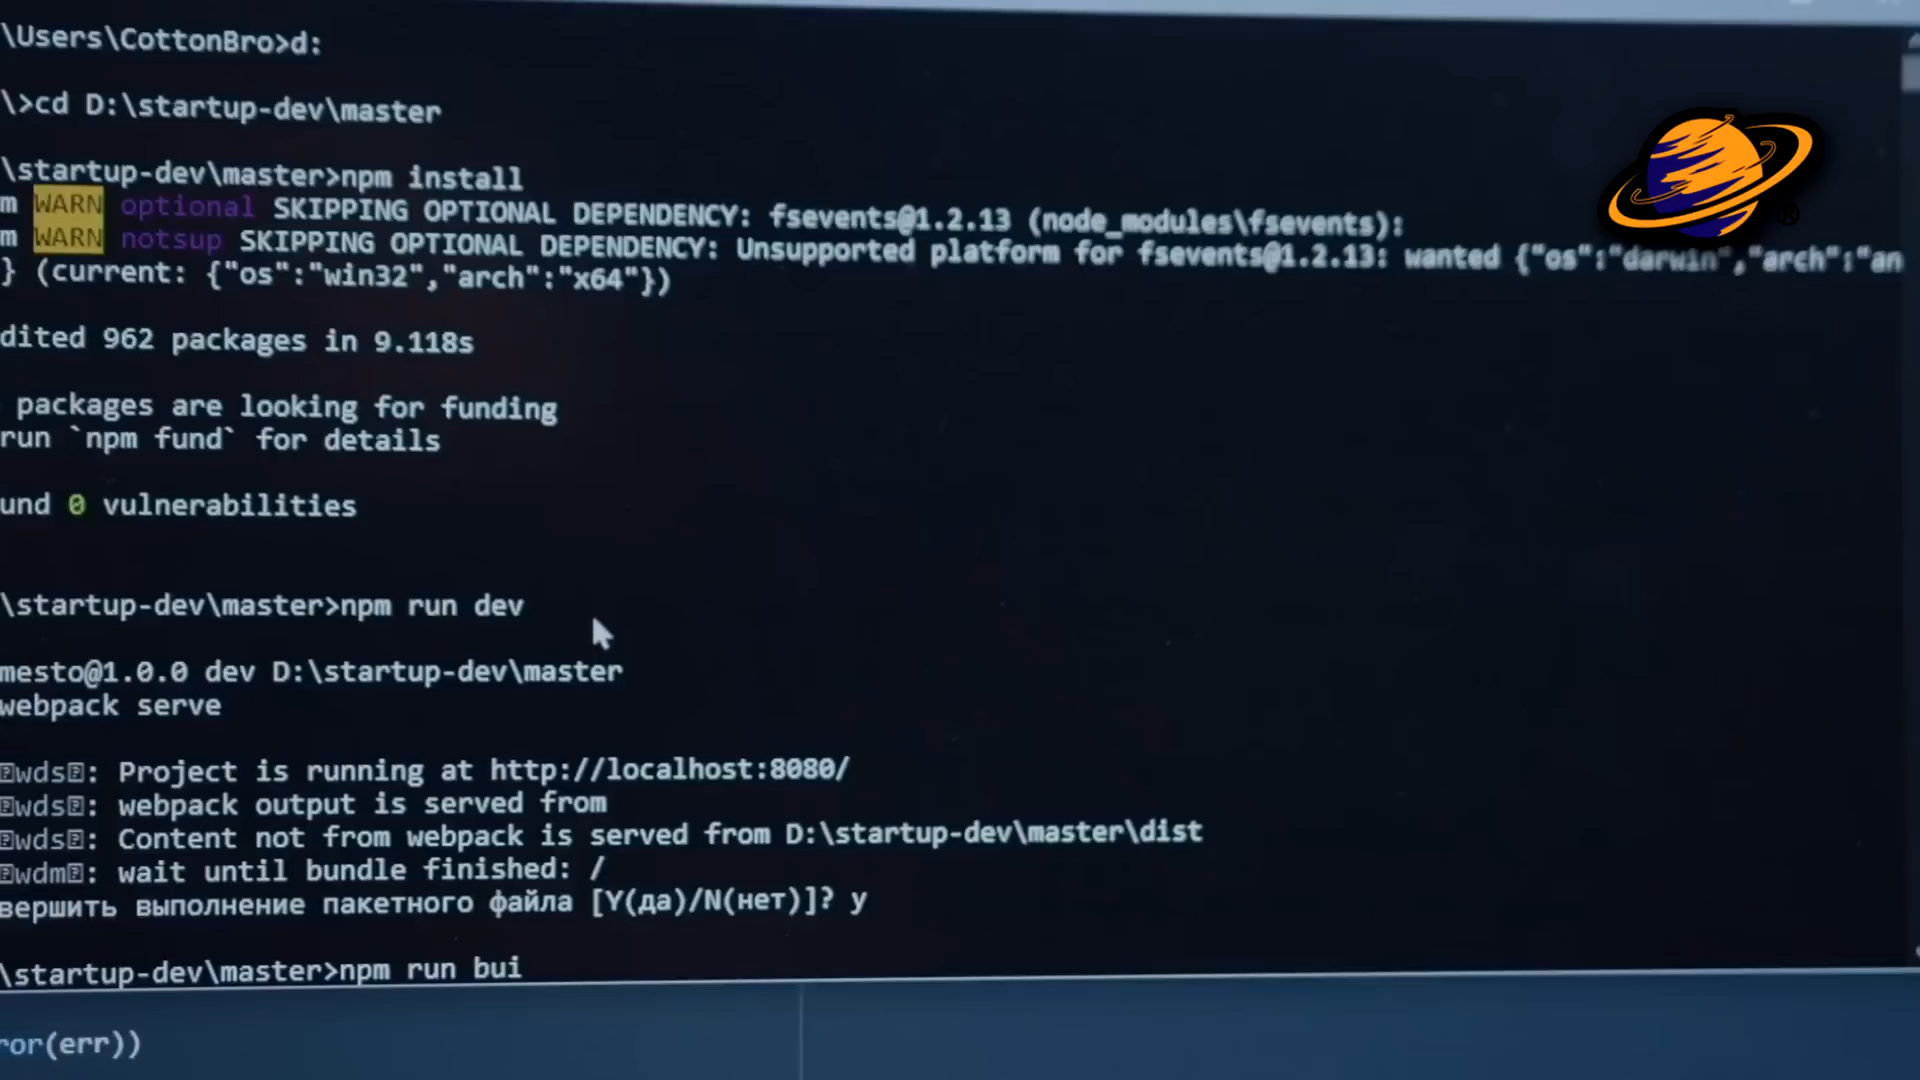 \Users\CottonBro>d:
\>cd D:\startup-dev\master
\startup-dev\master>npm install
m WARN optional SKIPPING OPTIONAL DEPENDENCY: fsevents@1.2.13 (node_modules\fsevents):
m WARN notsup SKIPPING OPTIONAL DEPENDENCY: Unsupported platform for fsevents@1.2.13: wanted {"os":"darwin","arch":"an
} (current: {"os":"win32","arch":"x64"})
dited 962 packages in 9.118s
packages are looking for funding
run `npm fund` for details
und 0 vulnerabilities
\startup-dev\master>npm run dev
mesto@1.0.0 dev D:\startup-dev\master
webpack serve
wds: Project is running at http://localhost:8080/
wds: webpack output is served from
wds: Content not from webpack is served from D:\startup-dev\master\dist
wdm: wait until bundle finished: /
вершить выполнение пакетного файла [Y(да)/N(нет)]? y
\startup-dev\master>npm run bui
ror(err))
®